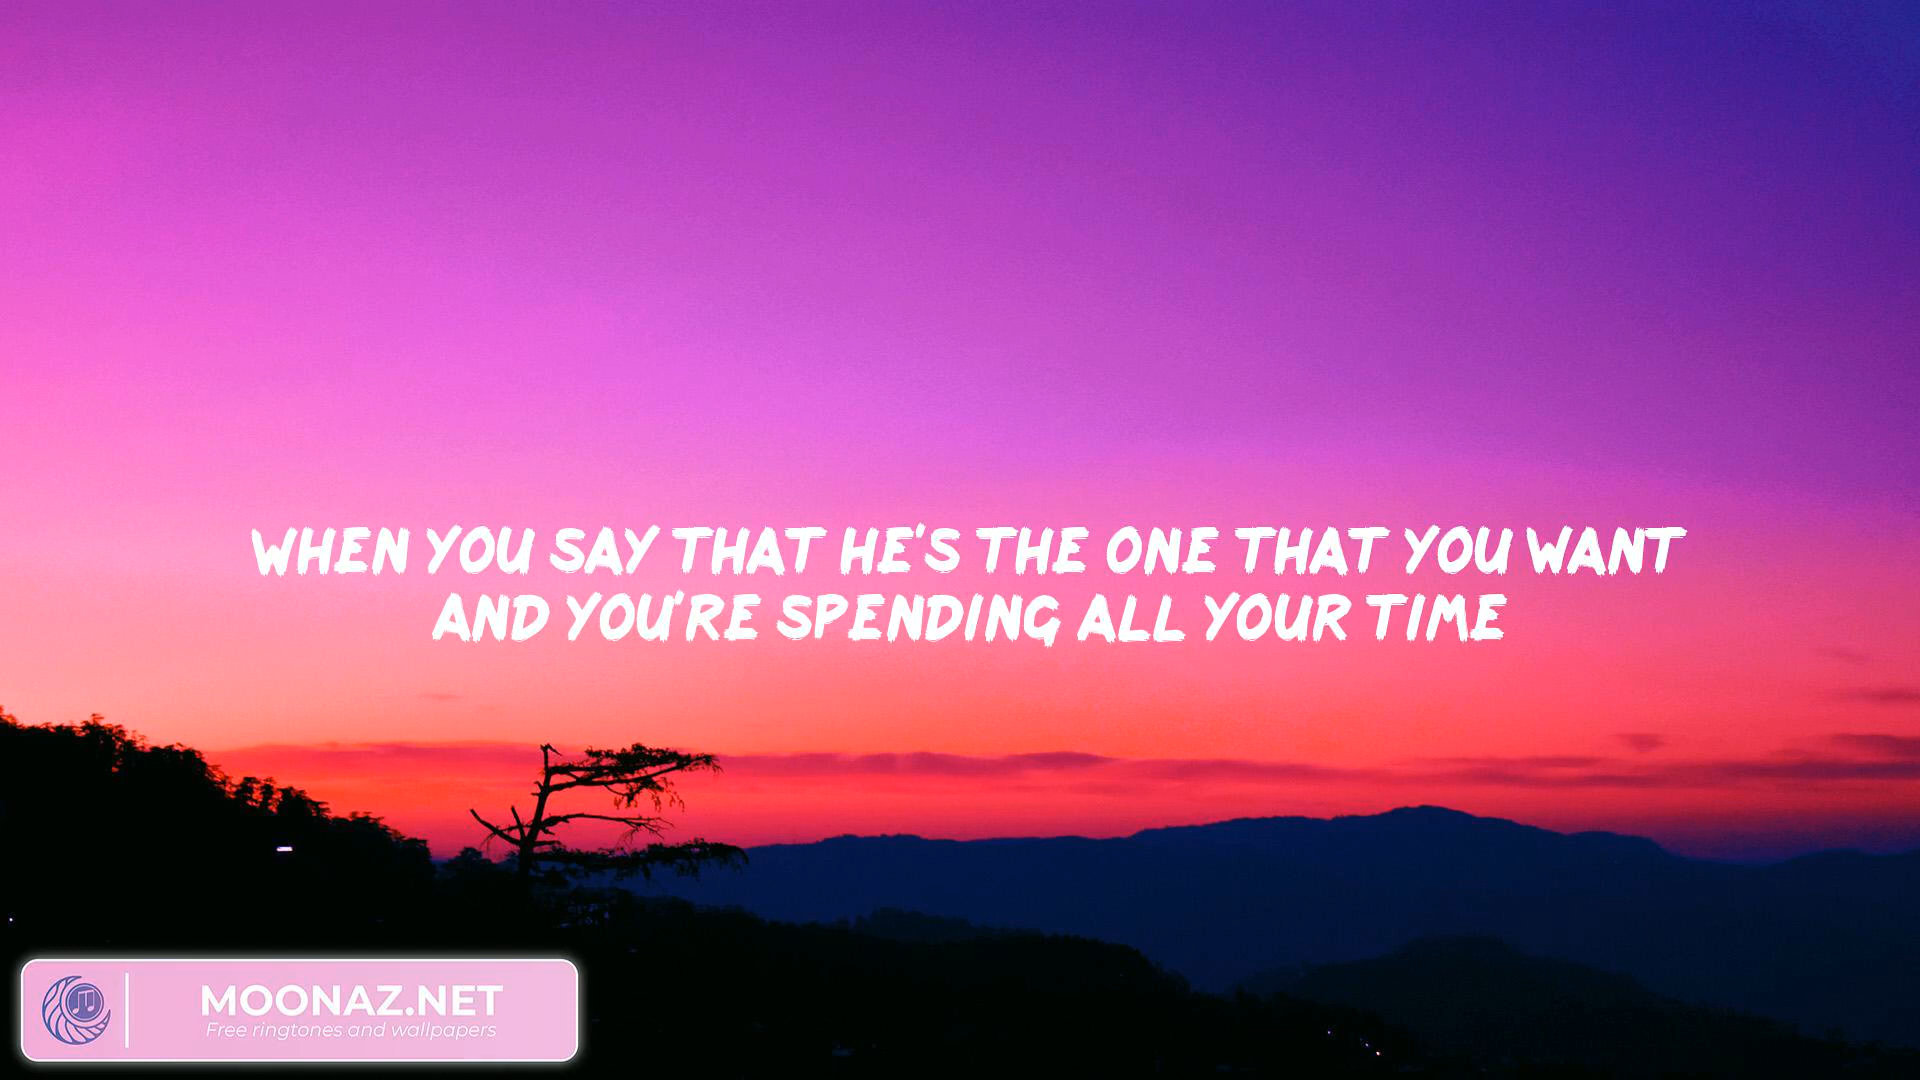 WHEN YOU SAY THAT HE'S THE ONE THAT YOU WANT
AND YOU'RE SPENDING ALL YOUR TIME
MOONAZ.NET
Free ringtones and wallpapers